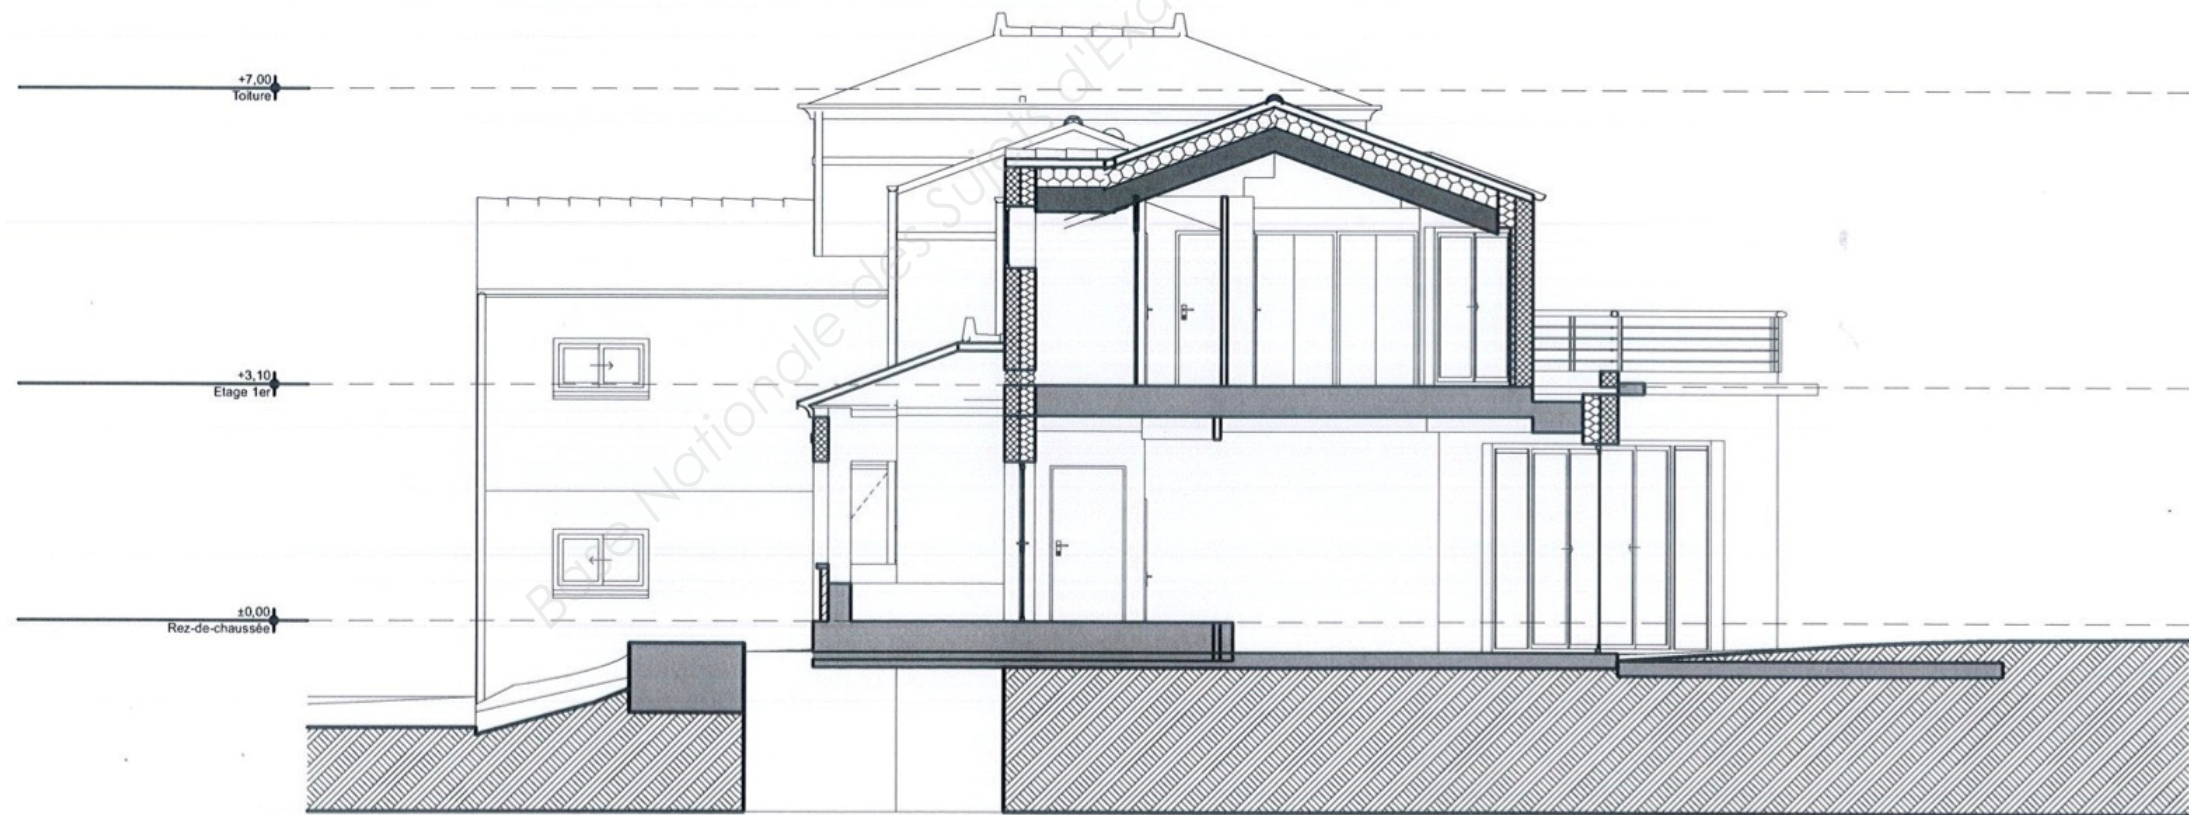 +7,00
Toiture
+3,10
Etage 1er
±0,00
Rez-de-chaussée
Base Nationale des Sujets d'Exa